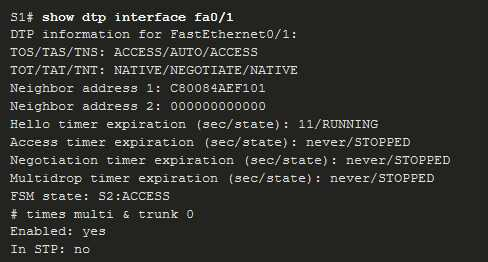 S1# show dtp interface fa0/1
DTP information for FastEthernet0/1:
TOS/TAS/TNS: ACCESS/AUTO/ACCESS
TOT/TAT/TNT: NATIVE/NEGOTIATE/NATIVE
Neighbor address 1: C80084AEF101
Neighbor address 2: 000000000000
Hello timer expiration (sec/state): 11/RUNNING
Access timer expiration (sec/state): never/STOPPED
Negotiation timer expiration (sec/state): never/STOPPED
Multidrop timer expiration (sec/state): never/STOPPED
FSM state: S2:ACCESS
# times multi & trunk 0
Enabled: yes
In STP: no